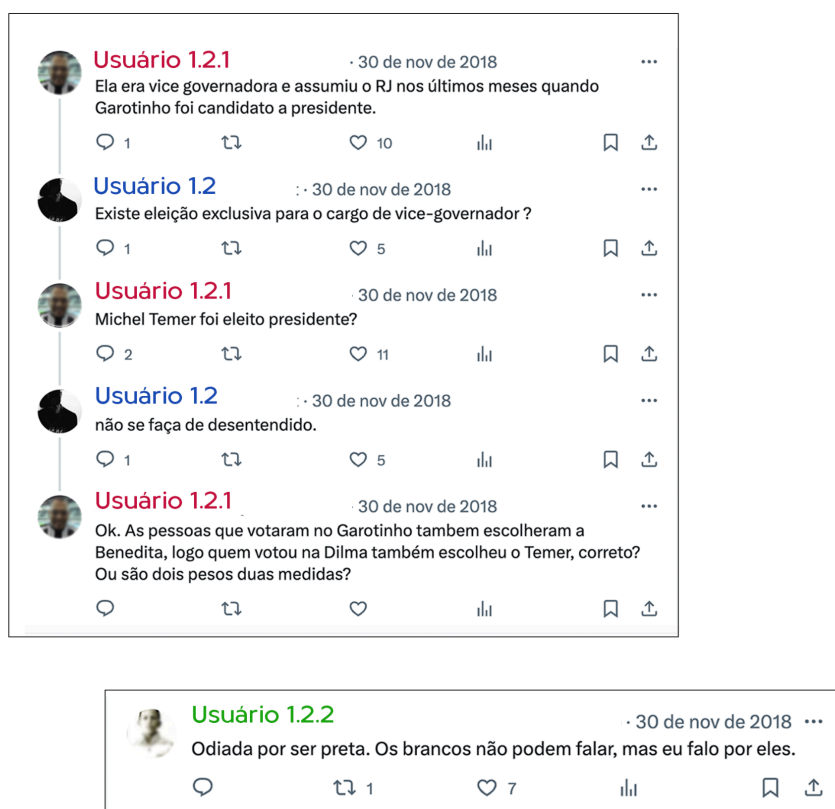 Usuário 1.2.1 · 30 de nov de 2018 ...
Ela era vice governadora e assumiu o RJ nos últimos meses quando
Garotinho foi candidato a presidente.
1 10
Usuário 1.2 : · 30 de nov de 2018 ...
Existe eleição exclusiva para o cargo de vice-governador ?
1 5
Usuário 1.2.1 · 30 de nov de 2018 ...
Michel Temer foi eleito presidente?
2 11
Usuário 1.2 : · 30 de nov de 2018 ...
não se faça de desentendido.
1 5
Usuário 1.2.1 · 30 de nov de 2018 ...
Ok. As pessoas que votaram no Garotinho tambem escolheram a
Benedita, logo quem votou na Dilma também escolheu o Temer, correto?
Ou são dois pesos duas medidas?
Usuário 1.2.2 · 30 de nov de 2018 ...
Odiada por ser preta. Os brancos não podem falar, mas eu falo por eles.
1 7